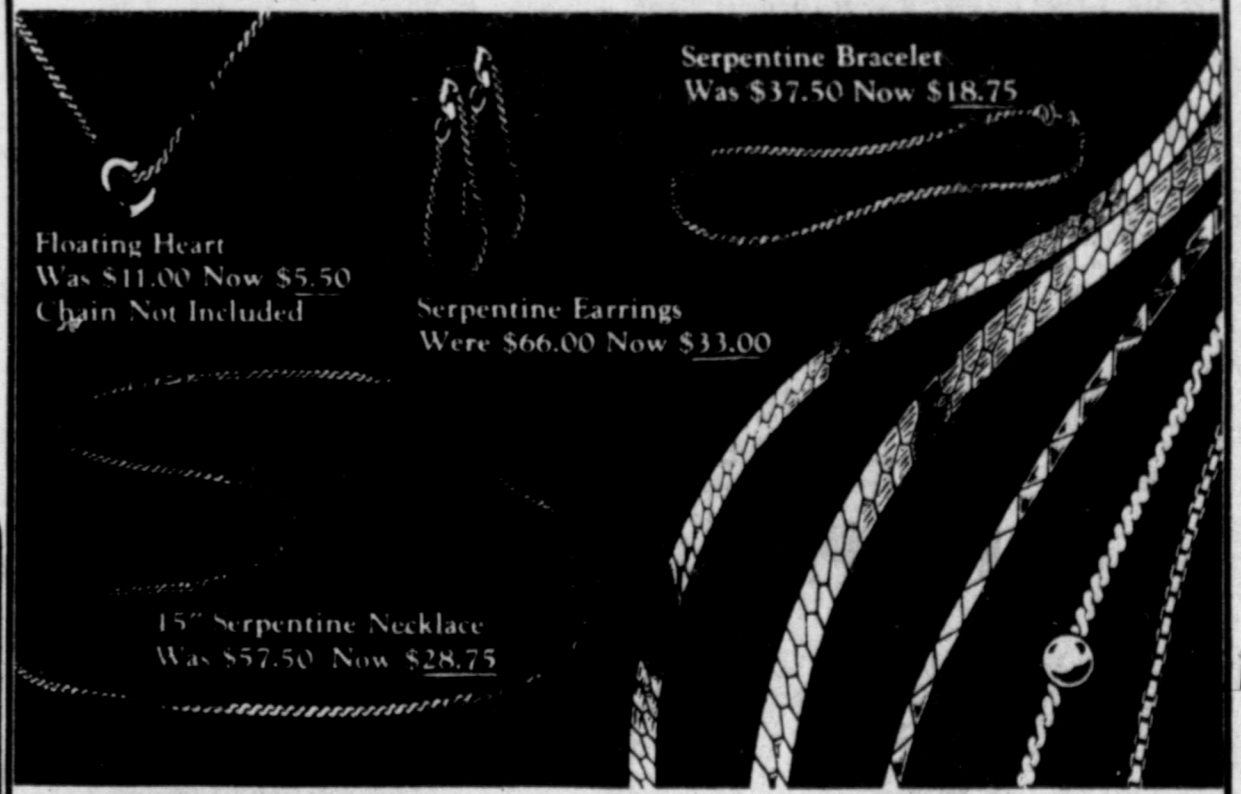 Serpentine Bracelet
Was $37.50 Now $18.75
Floating Heart
Was $11.00 Now $5.50
Chain Not Included
Serpentine Earrings
Were $66.00 Now $33.00
15" Serpentine Necklace
Was $57.50 Now $28.75